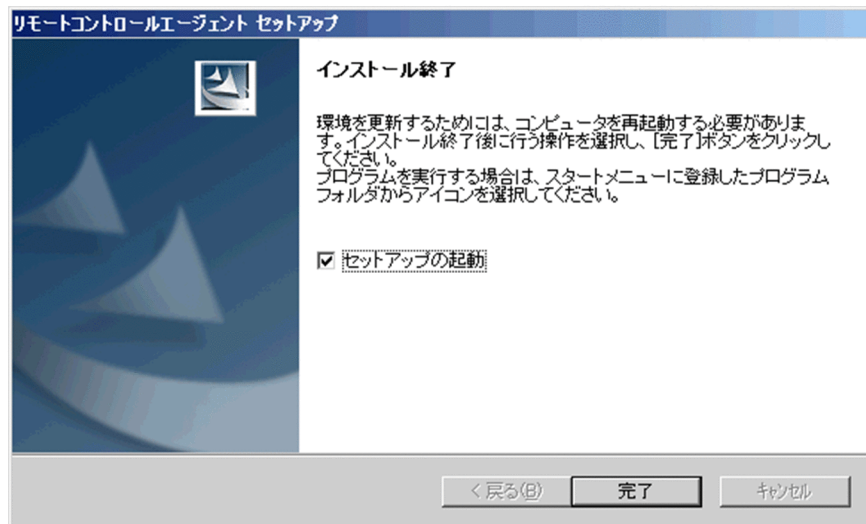 リモートコントロールエージェント セットアップ
インストール終了
環境を更新するためには、コンピュータを再起動する必要がありま
す。インストール終了後に行う操作を選択し、[完了]ボタンをクリックし
てください。
プログラムを実行する場合は、スタートメニューに登録したプログラム
フォルダからアイコンを選択してください。
セットアップの起動
< 戻る(B)
完了
キャンセル